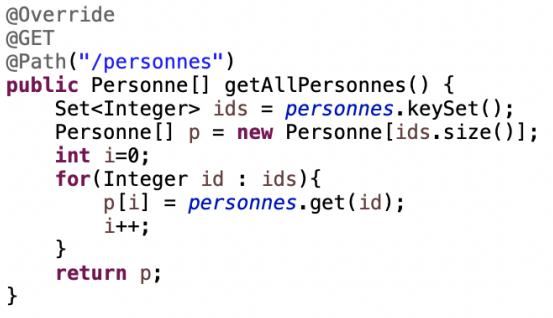 @Override
@GET
@Path("/personnes")
public Personne[] getAllPersonnes() {
    Set<Integer> ids = personnes.keySet();
    Personne[] p = new Personne[ids.size()];
    int i=0;
    for(Integer id : ids){
        p[i] = personnes.get(id);
        i++;
    }
    return p;
}